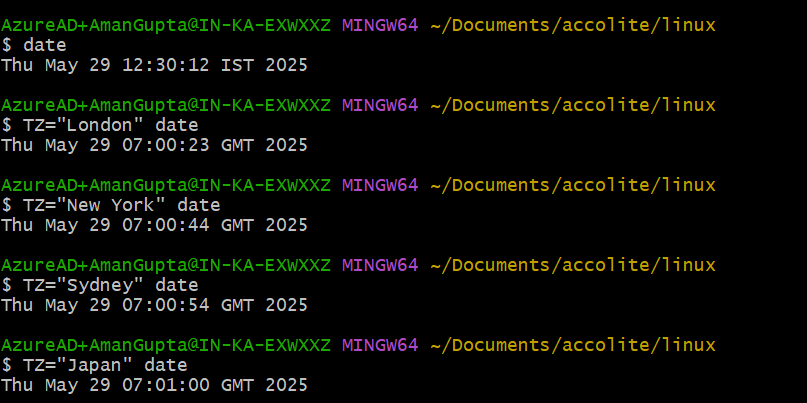 AzureAD+AmanGupta@IN-KA-EXWXXZ MINGW64 ~/Documents/accolite/linux
$ date
Thu May 29 12:30:12 IST 2025
AzureAD+AmanGupta@IN-KA-EXWXXZ MINGW64 ~/Documents/accolite/linux
$ TZ="London" date
Thu May 29 07:00:23 GMT 2025
AzureAD+AmanGupta@IN-KA-EXWXXZ MINGW64 ~/Documents/accolite/linux
$ TZ="New York" date
Thu May 29 07:00:44 GMT 2025
AzureAD+AmanGupta@IN-KA-EXWXXZ MINGW64 ~/Documents/accolite/linux
$ TZ="Sydney" date
Thu May 29 07:00:54 GMT 2025
AzureAD+AmanGupta@IN-KA-EXWXXZ MINGW64 ~/Documents/accolite/linux
$ TZ="Japan" date
Thu May 29 07:01:00 GMT 2025